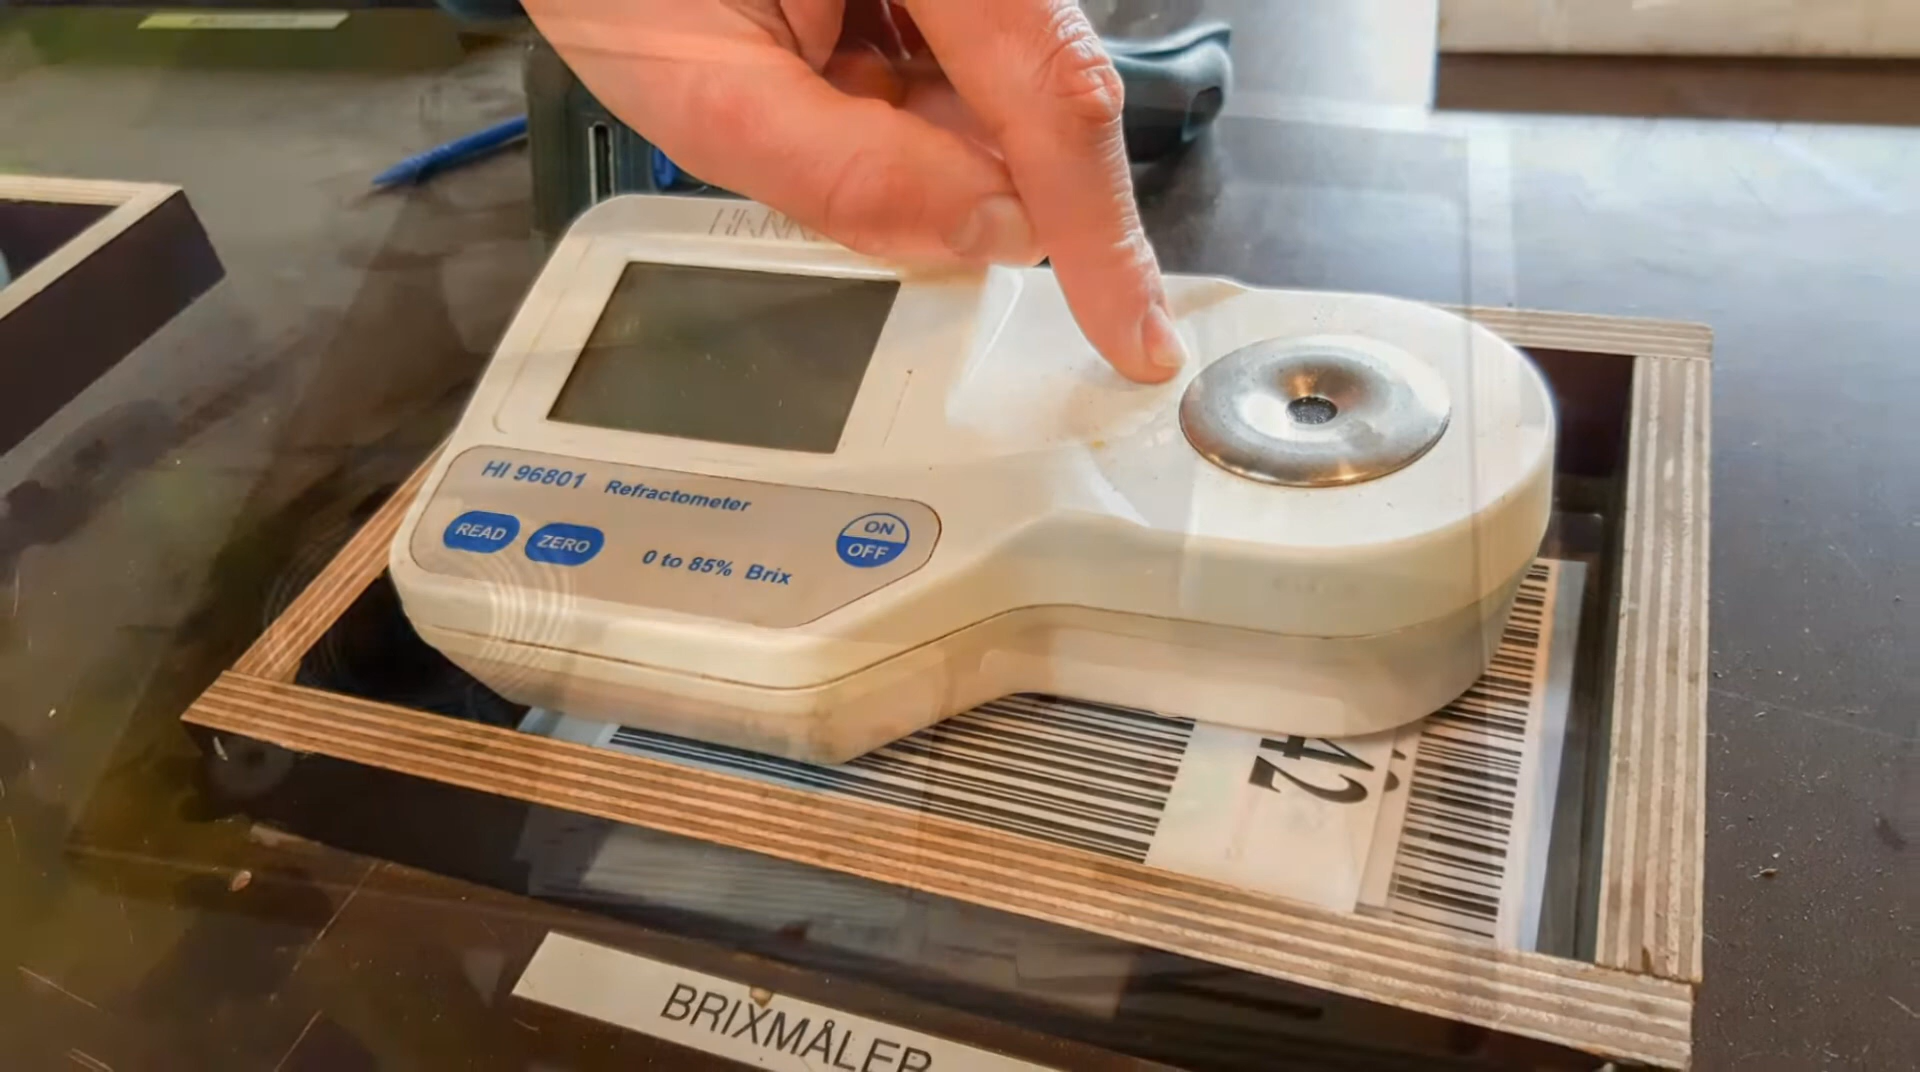 HI 96801 Refractometer
READ ZERO
ON
OFF
0 to 85% Brix
42
BRIXMÅLER